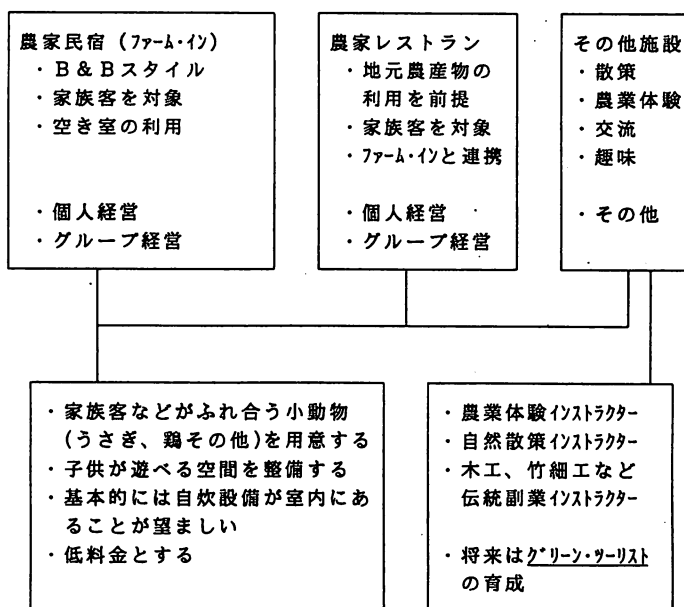 農家民宿（ﾌｧｰﾑ･ｲﾝ）
・Ｂ＆Ｂスタイル
・家族客を対象
・空き室の利用
・個人経営
・グループ経営
農家レストラン
・地元農産物の
利用を前提
・家族客を対象
・ﾌｧｰﾑ･ｲﾝと連携
・個人経営
・グループ経営
その他施設
・散策
・農業体験
・交流
・趣味
・その他
・家族客などがふれ合う小動物
(うさぎ、鶏その他)を用意する
・子供が遊べる空間を整備する
・基本的には自炊設備が室内にあ
ることが望ましい
・低料金とする
・農業体験ｲﾝｽﾄﾗｸﾀｰ
・自然散策ｲﾝｽﾄﾗｸﾀｰ
・木工、竹細工など
伝統副業ｲﾝｽﾄﾗｸﾀｰ
・将来はｸﾞﾘｰﾝ･ﾂｰﾘｽﾄ
の育成